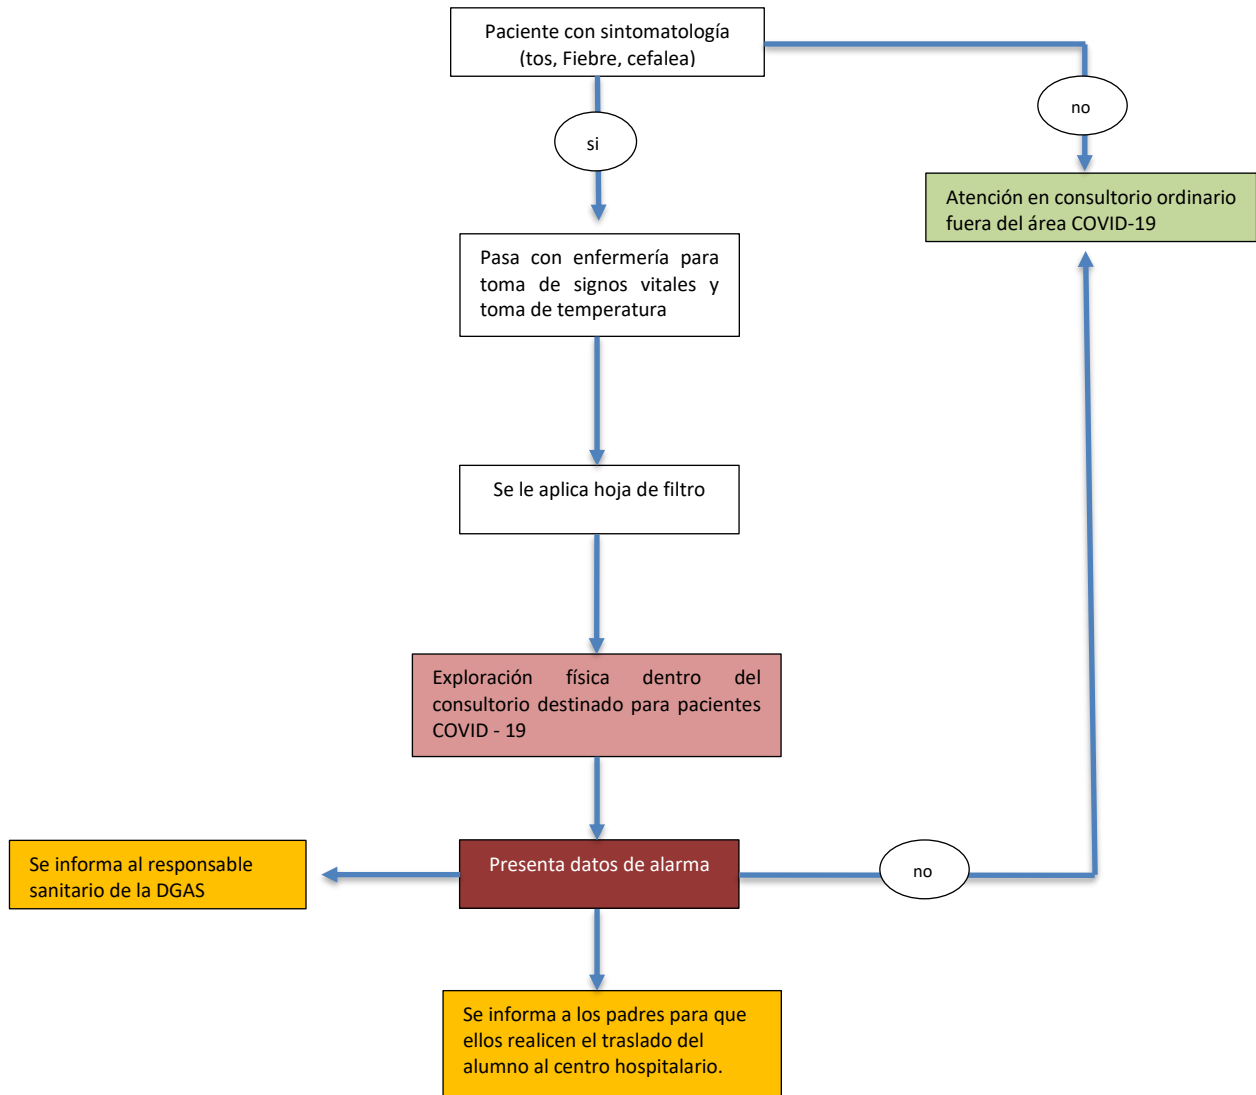 Paciente con sintomatología
(tos, Fiebre, cefalea)
no
si
Atención en consultorio ordinario
fuera del área COVID-19
Pasa con enfermería para
toma de signos vitales y
toma de temperatura
Se le aplica hoja de filtro
Exploración física dentro del
consultorio destinado para pacientes
COVID - 19
Se informa al responsable
sanitario de la DGAS
Presenta datos de alarma
no
Se informa a los padres para que
ellos realicen el traslado del
alumno al centro hospitalario.